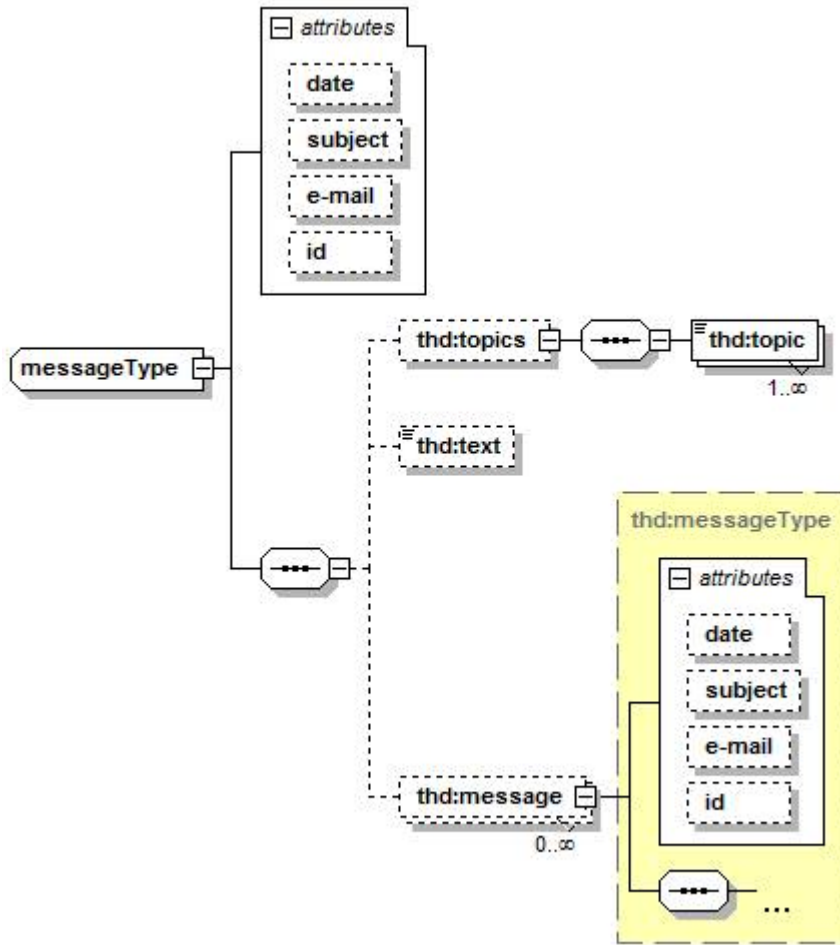 attributes
date
subject
e-mail
id
messageType
thd:topics
thd:topic
1..∞
thd:text
thd:messageType
attributes
date
subject
e-mail
id
thd:message
0..∞
...